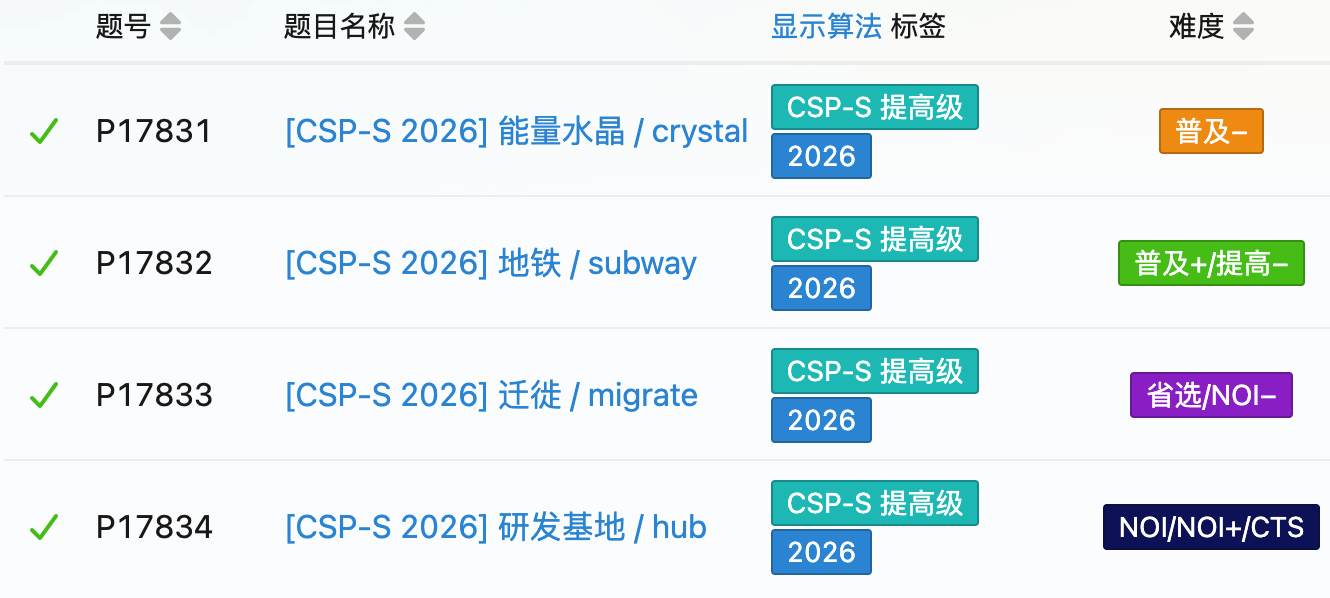 题号 题目名称 显示算法 标签 难度
P17831 [CSP-S 2026] 能量水晶 / crystal CSP-S 提高级 普及−
2026
P17832 [CSP-S 2026] 地铁 / subway CSP-S 提高级 普及+/提高−
2026
P17833 [CSP-S 2026] 迁徙 / migrate CSP-S 提高级 省选/NOI−
2026
P17834 [CSP-S 2026] 研发基地 / hub CSP-S 提高级 NOI/NOI+/CTS
2026